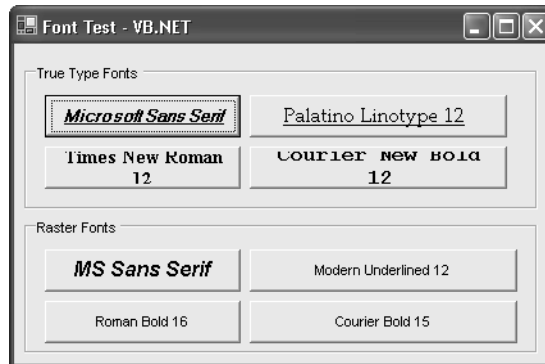 Font Test - VB.NET
True Type Fonts
Microsoft Sans Serif
Palatino Linotype 12
Times New Roman
12
Courier New Bold
12
Raster Fonts
MS Sans Serif
Modern Underlined 12
Roman Bold 16
Courier Bold 15